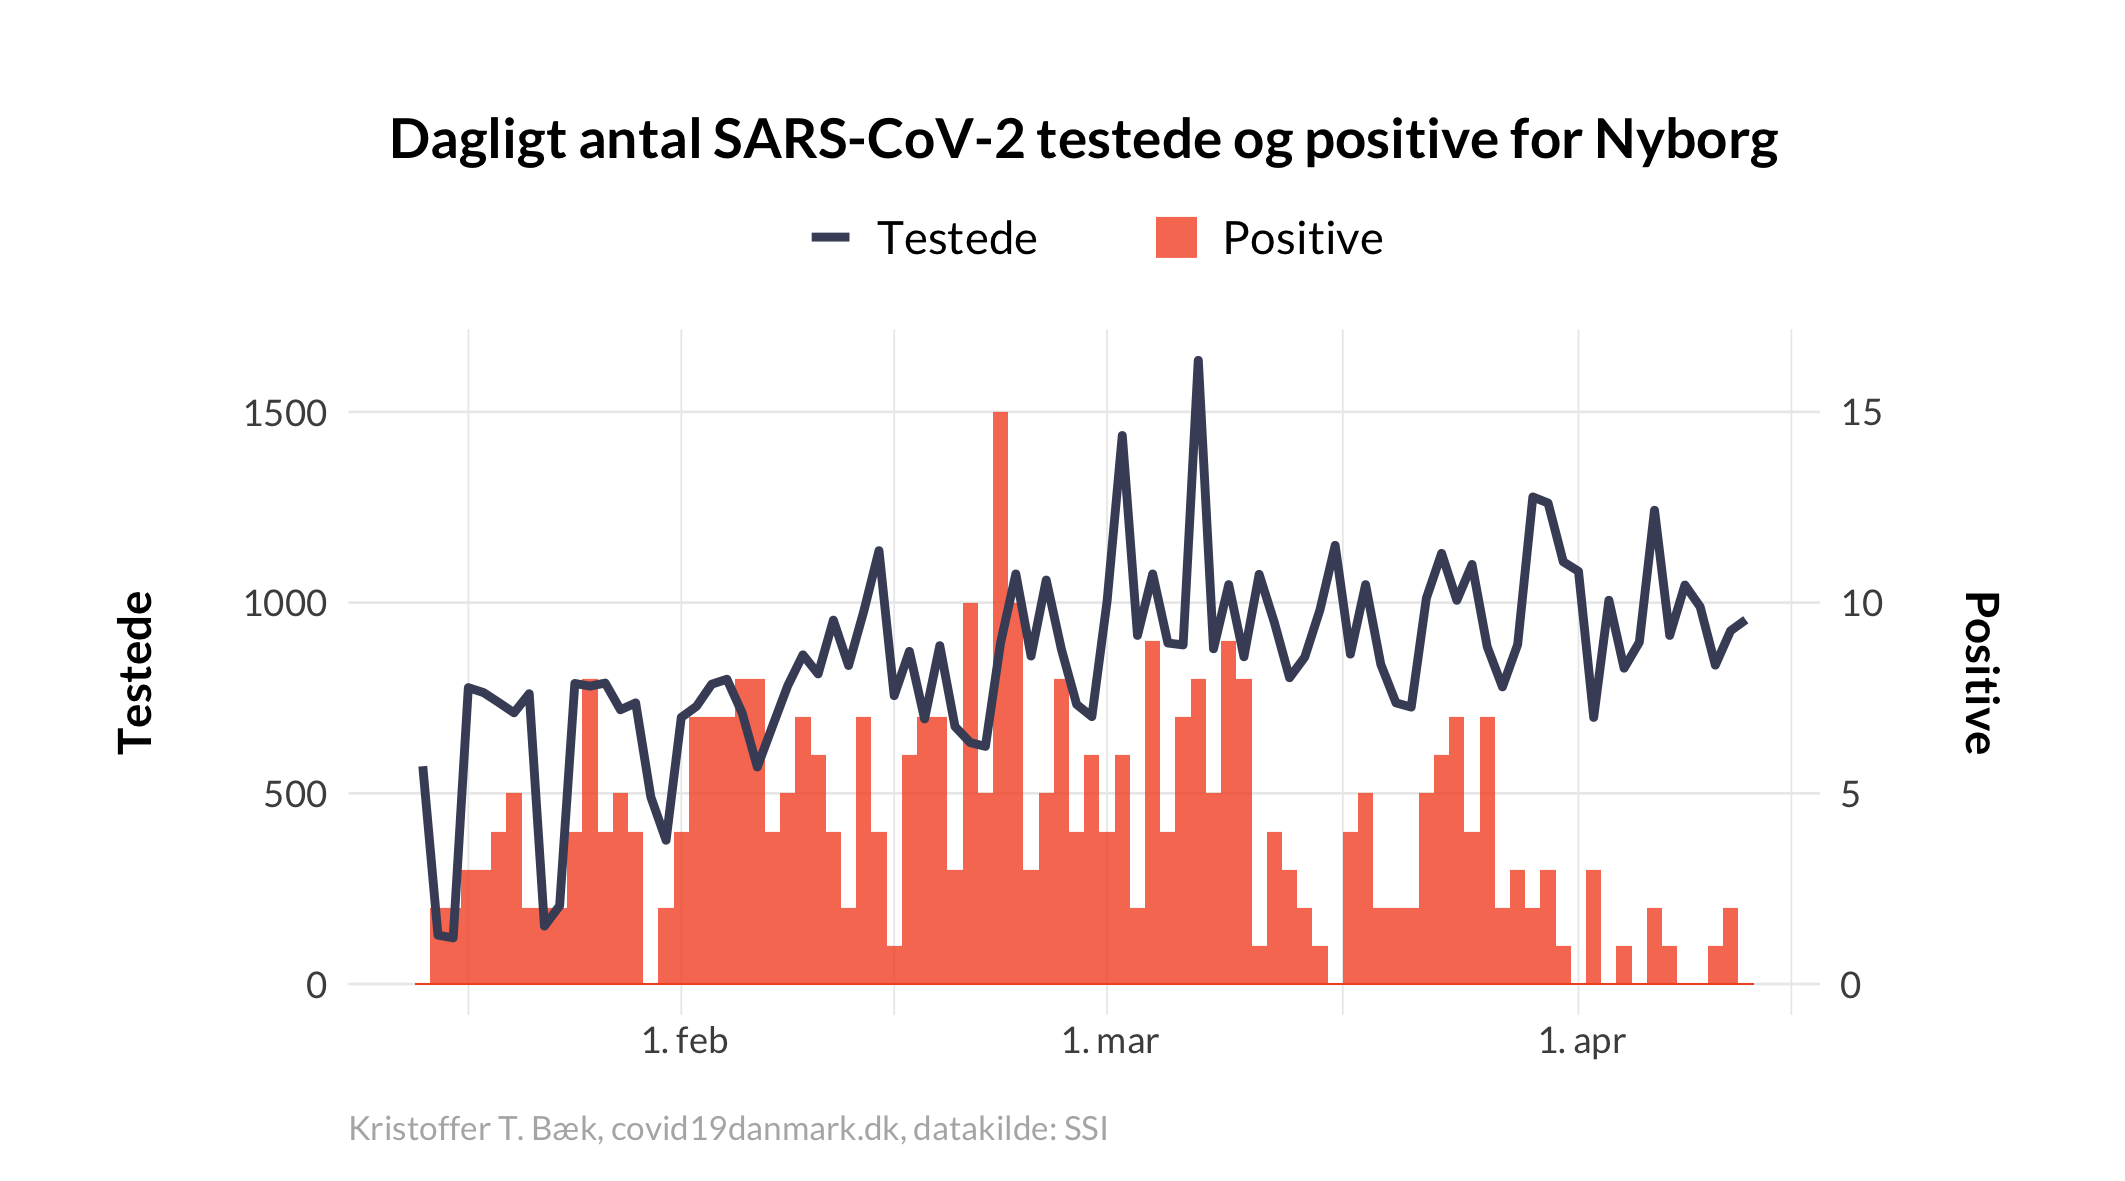 Dagligt antal SARS-CoV-2 testede og positive for Nyborg
Testede Positive
1500
1000
500
0
Testede
15
10
5
0
Positive
1. feb 1. mar 1. apr
Kristoffer T. Bæk, covid19danmark.dk, datakilde: SSI